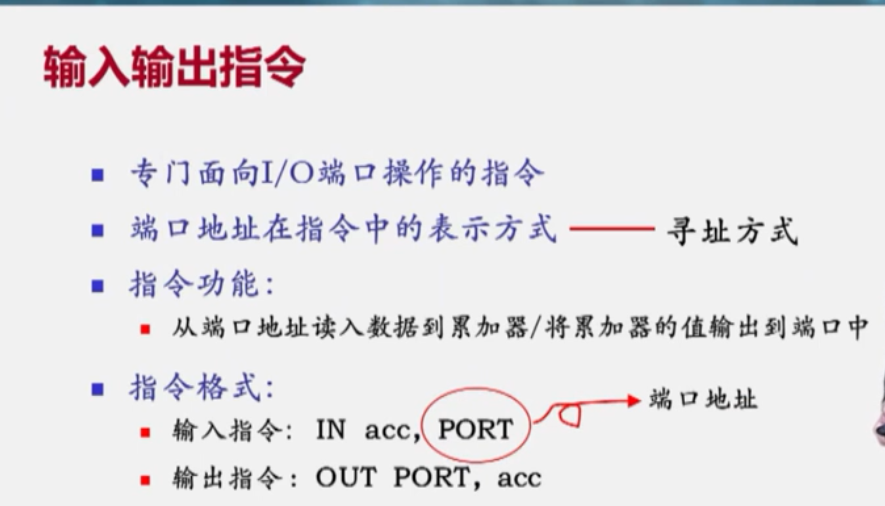 输入输出指令
专门面向I/O端口操作的指令
端口地址在指令中的表示方式 寻址方式
指令功能：
从端口地址读入数据到累加器/将累加器的值输出到端口中
指令格式：
端口地址
输入指令： IN acc, PORT
输出指令： OUT PORT, acc